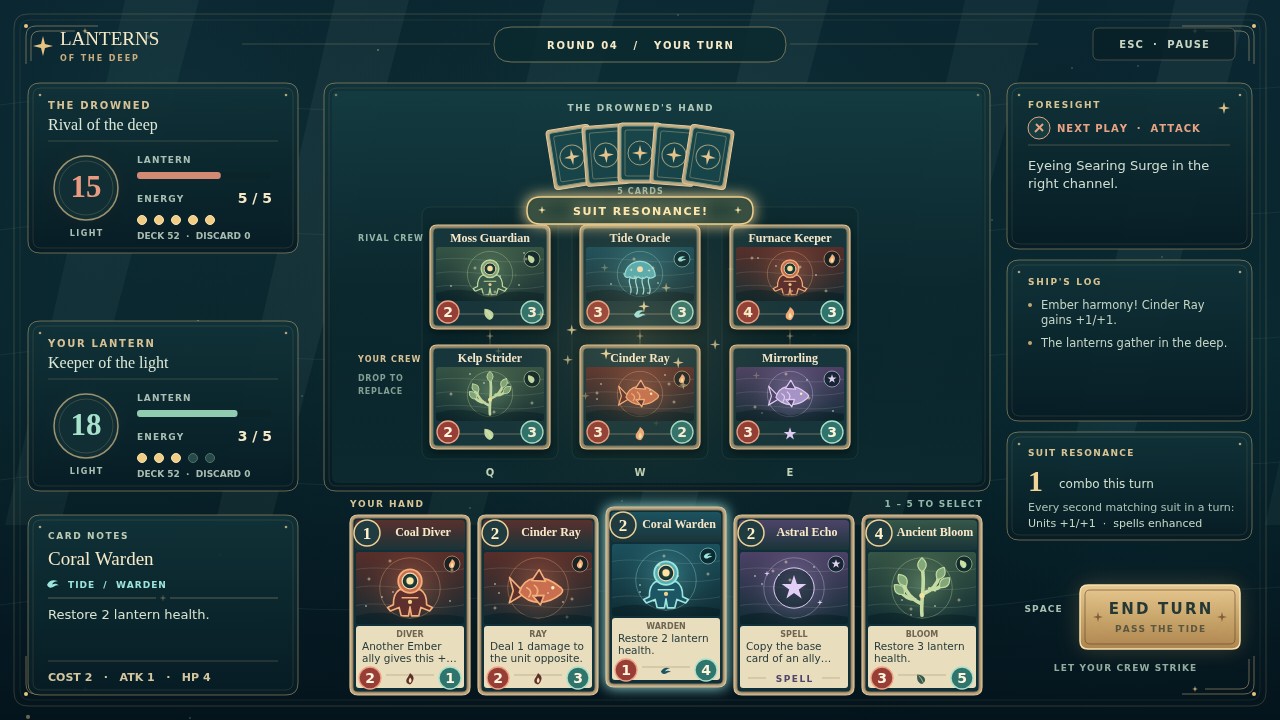 LANTERNS
OF THE DEEP
ROUND 04 / YOUR TURN
ESC · PAUSE
THE DROWNED
Rival of the deep
15
LIGHT
LANTERN
ENERGY 5 / 5
DECK 52 · DISCARD 0
YOUR LANTERN
Keeper of the light
18
LIGHT
LANTERN
ENERGY 3 / 5
DECK 52 · DISCARD 0
CARD NOTES
Coral Warden
TIDE / WARDEN
Restore 2 lantern health.
COST 2 · ATK 1 · HP 4
THE DROWNED'S HAND
5 CARDS
SUIT RESONANCE!
RIVAL CREW
Moss Guardian
2 3
Tide Oracle
3 3
Furnace Keeper
4 3
YOUR CREW
DROP TO
REPLACE
Kelp Strider
2 3
Cinder Ray
3 2
Mirrorling
3 3
Q W E
YOUR HAND
1 – 5 TO SELECT
1 Coal Diver
DIVER
Another Ember
ally gives this +...
2 1
2 Cinder Ray
RAY
Deal 1 damage to
the unit opposite.
2 3
2 Coral Warden
WARDEN
Restore 2 lantern
health.
1 4
2 Astral Echo
SPELL
Copy the base
card of an ally...
SPELL
4 Ancient Bloom
BLOOM
Restore 3 lantern
health.
3 5
FORESIGHT
NEXT PLAY · ATTACK
Eyeing Searing Surge in the
right channel.
SHIP'S LOG
• Ember harmony! Cinder Ray
gains +1/+1.
• The lanterns gather in the deep.
SUIT RESONANCE
1 combo this turn
Every second matching suit in a turn:
Units +1/+1 · spells enhanced
SPACE
END TURN
PASS THE TIDE
LET YOUR CREW STRIKE